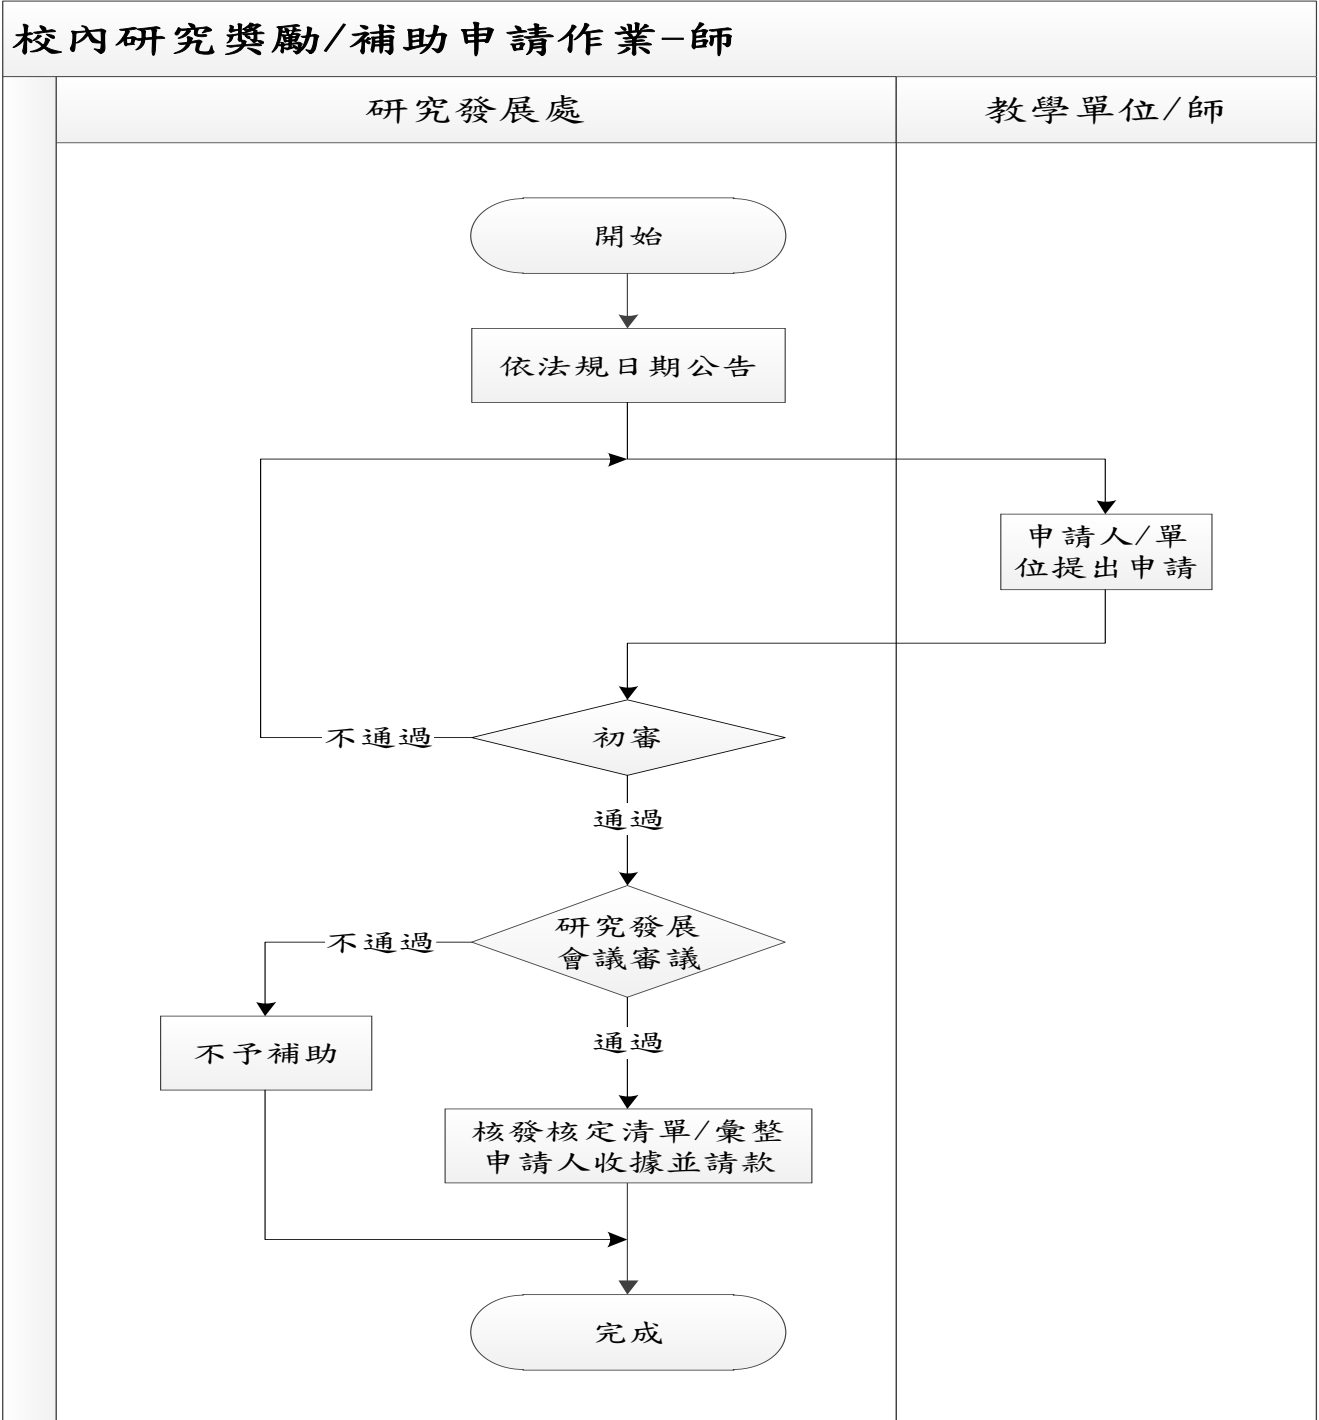 校內研究獎勵/補助申請作業-師
研究發展處
教學單位/師
開始
依法規日期公告
申請人/單
位提出申請
初審
不通過
通過
研究發展
會議審議
不通過
不予補助
通過
核發核定清單/彙整
申請人收據並請款
完成